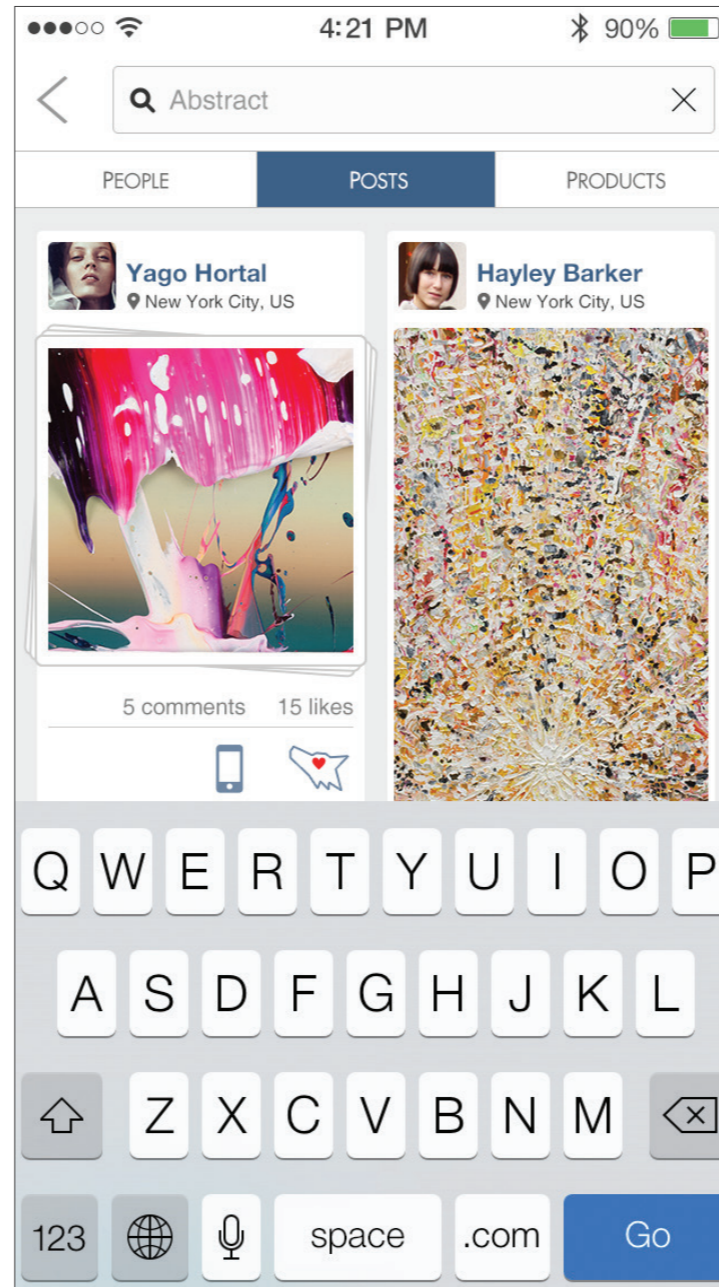 4:21 PM 90%
Abstract
PEOPLE POSTS PRODUCTS
Yago Hortal
New York City, US
Hayley Barker
New York City, US
5 comments 15 likes
Q W E R T Y U I O P
A S D F G H J K L
Z X C V B N M
123 space .com Go